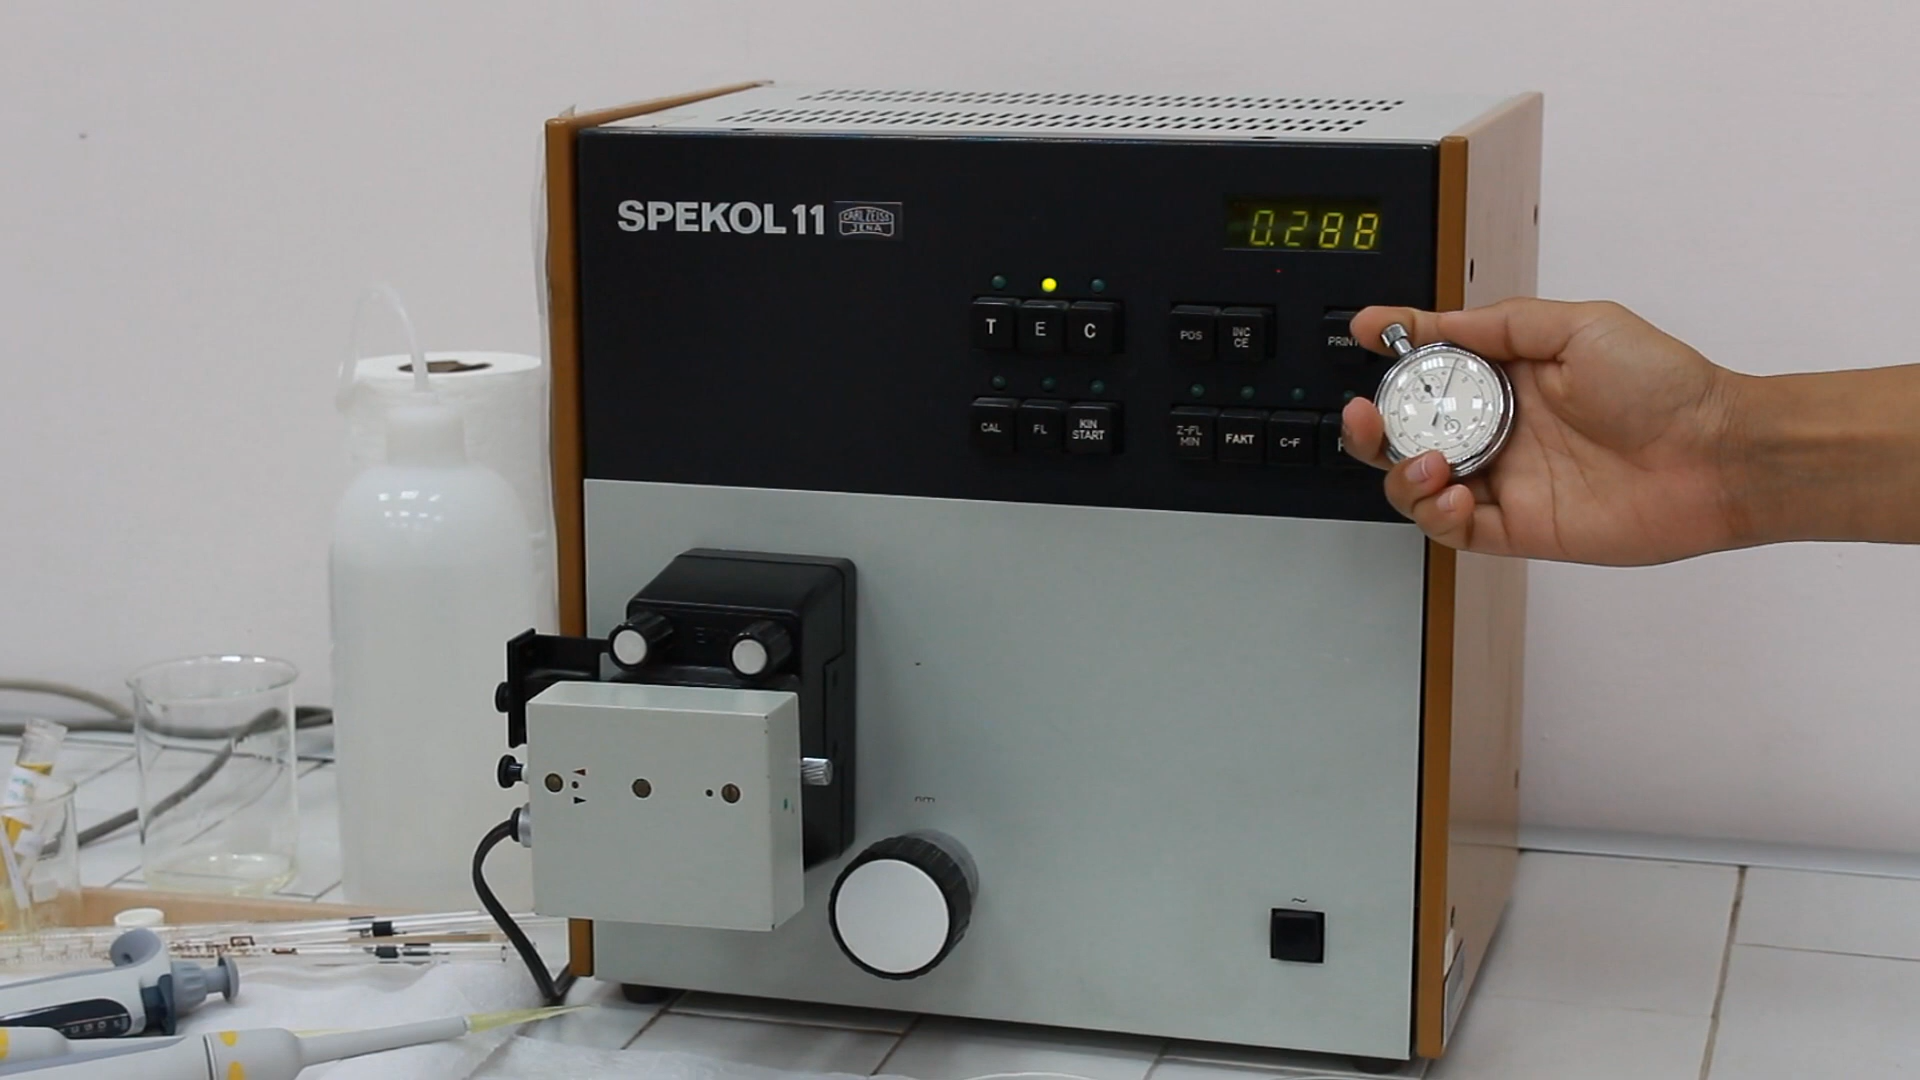 SPEKOL 11
CARL ZEISS
JENA
0.288
T E C
POS
INC
CE
PRINT
CAL
FL
KIN
START
Z-FL
MIN
FAKT
C-F
nm
~